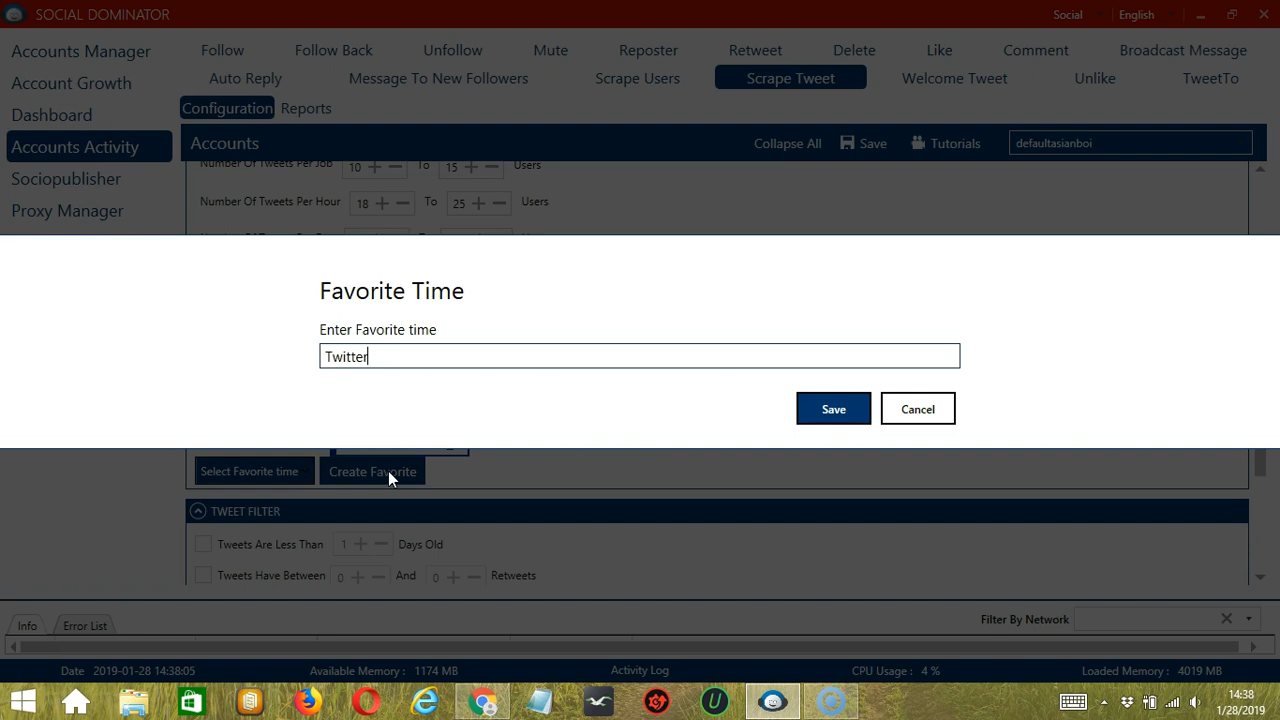 SOCIAL DOMINATOR Social English
Accounts Manager Follow Follow Back Unfollow Mute Reposter Retweet Delete Like Comment Broadcast Message
Account Growth Auto Reply Message To New Followers Scrape Users Scrape Tweet Welcome Tweet Unlike TweetTo
Dashboard Configuration Reports
Accounts Activity Accounts Collapse All Save Tutorials defaultasianboi
Number Of Tweets Per Job 10 To 15 Users
Sociopublisher
Number Of Tweets Per Hour 18 To 25 Users
Proxy Manager
Favorite Time
Enter Favorite time
Twitter
Save Cancel
Select Favorite time Create Favorite
TWEET FILTER
Tweets Are Less Than 1 Days Old
Tweets Have Between 0 And 0 Retweets
Info Error List Filter By Network
Date 2019-01-28 14:38:05 Available Memory : 1174 MB Activity Log CPU Usage : 4 % Loaded Memory : 4019 MB
14:38
1/28/2019